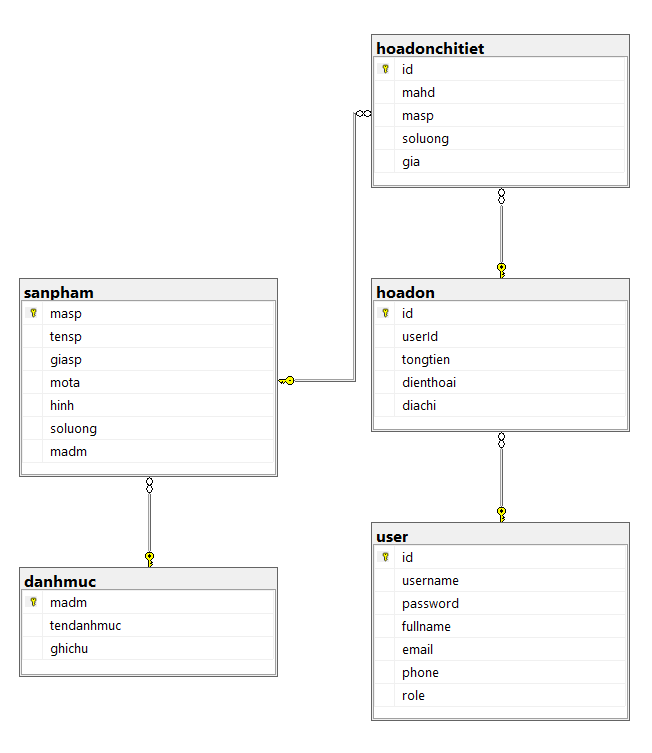 hoadonchitiet
id
mahd
masp
soluong
gia
sanpham
masp
tensp
giasp
mota
hinh
soluong
madm
hoadon
id
userId
tongtien
dienthoai
diachi
danhmuc
madm
tendanhmuc
ghichu
user
id
username
password
fullname
email
phone
role